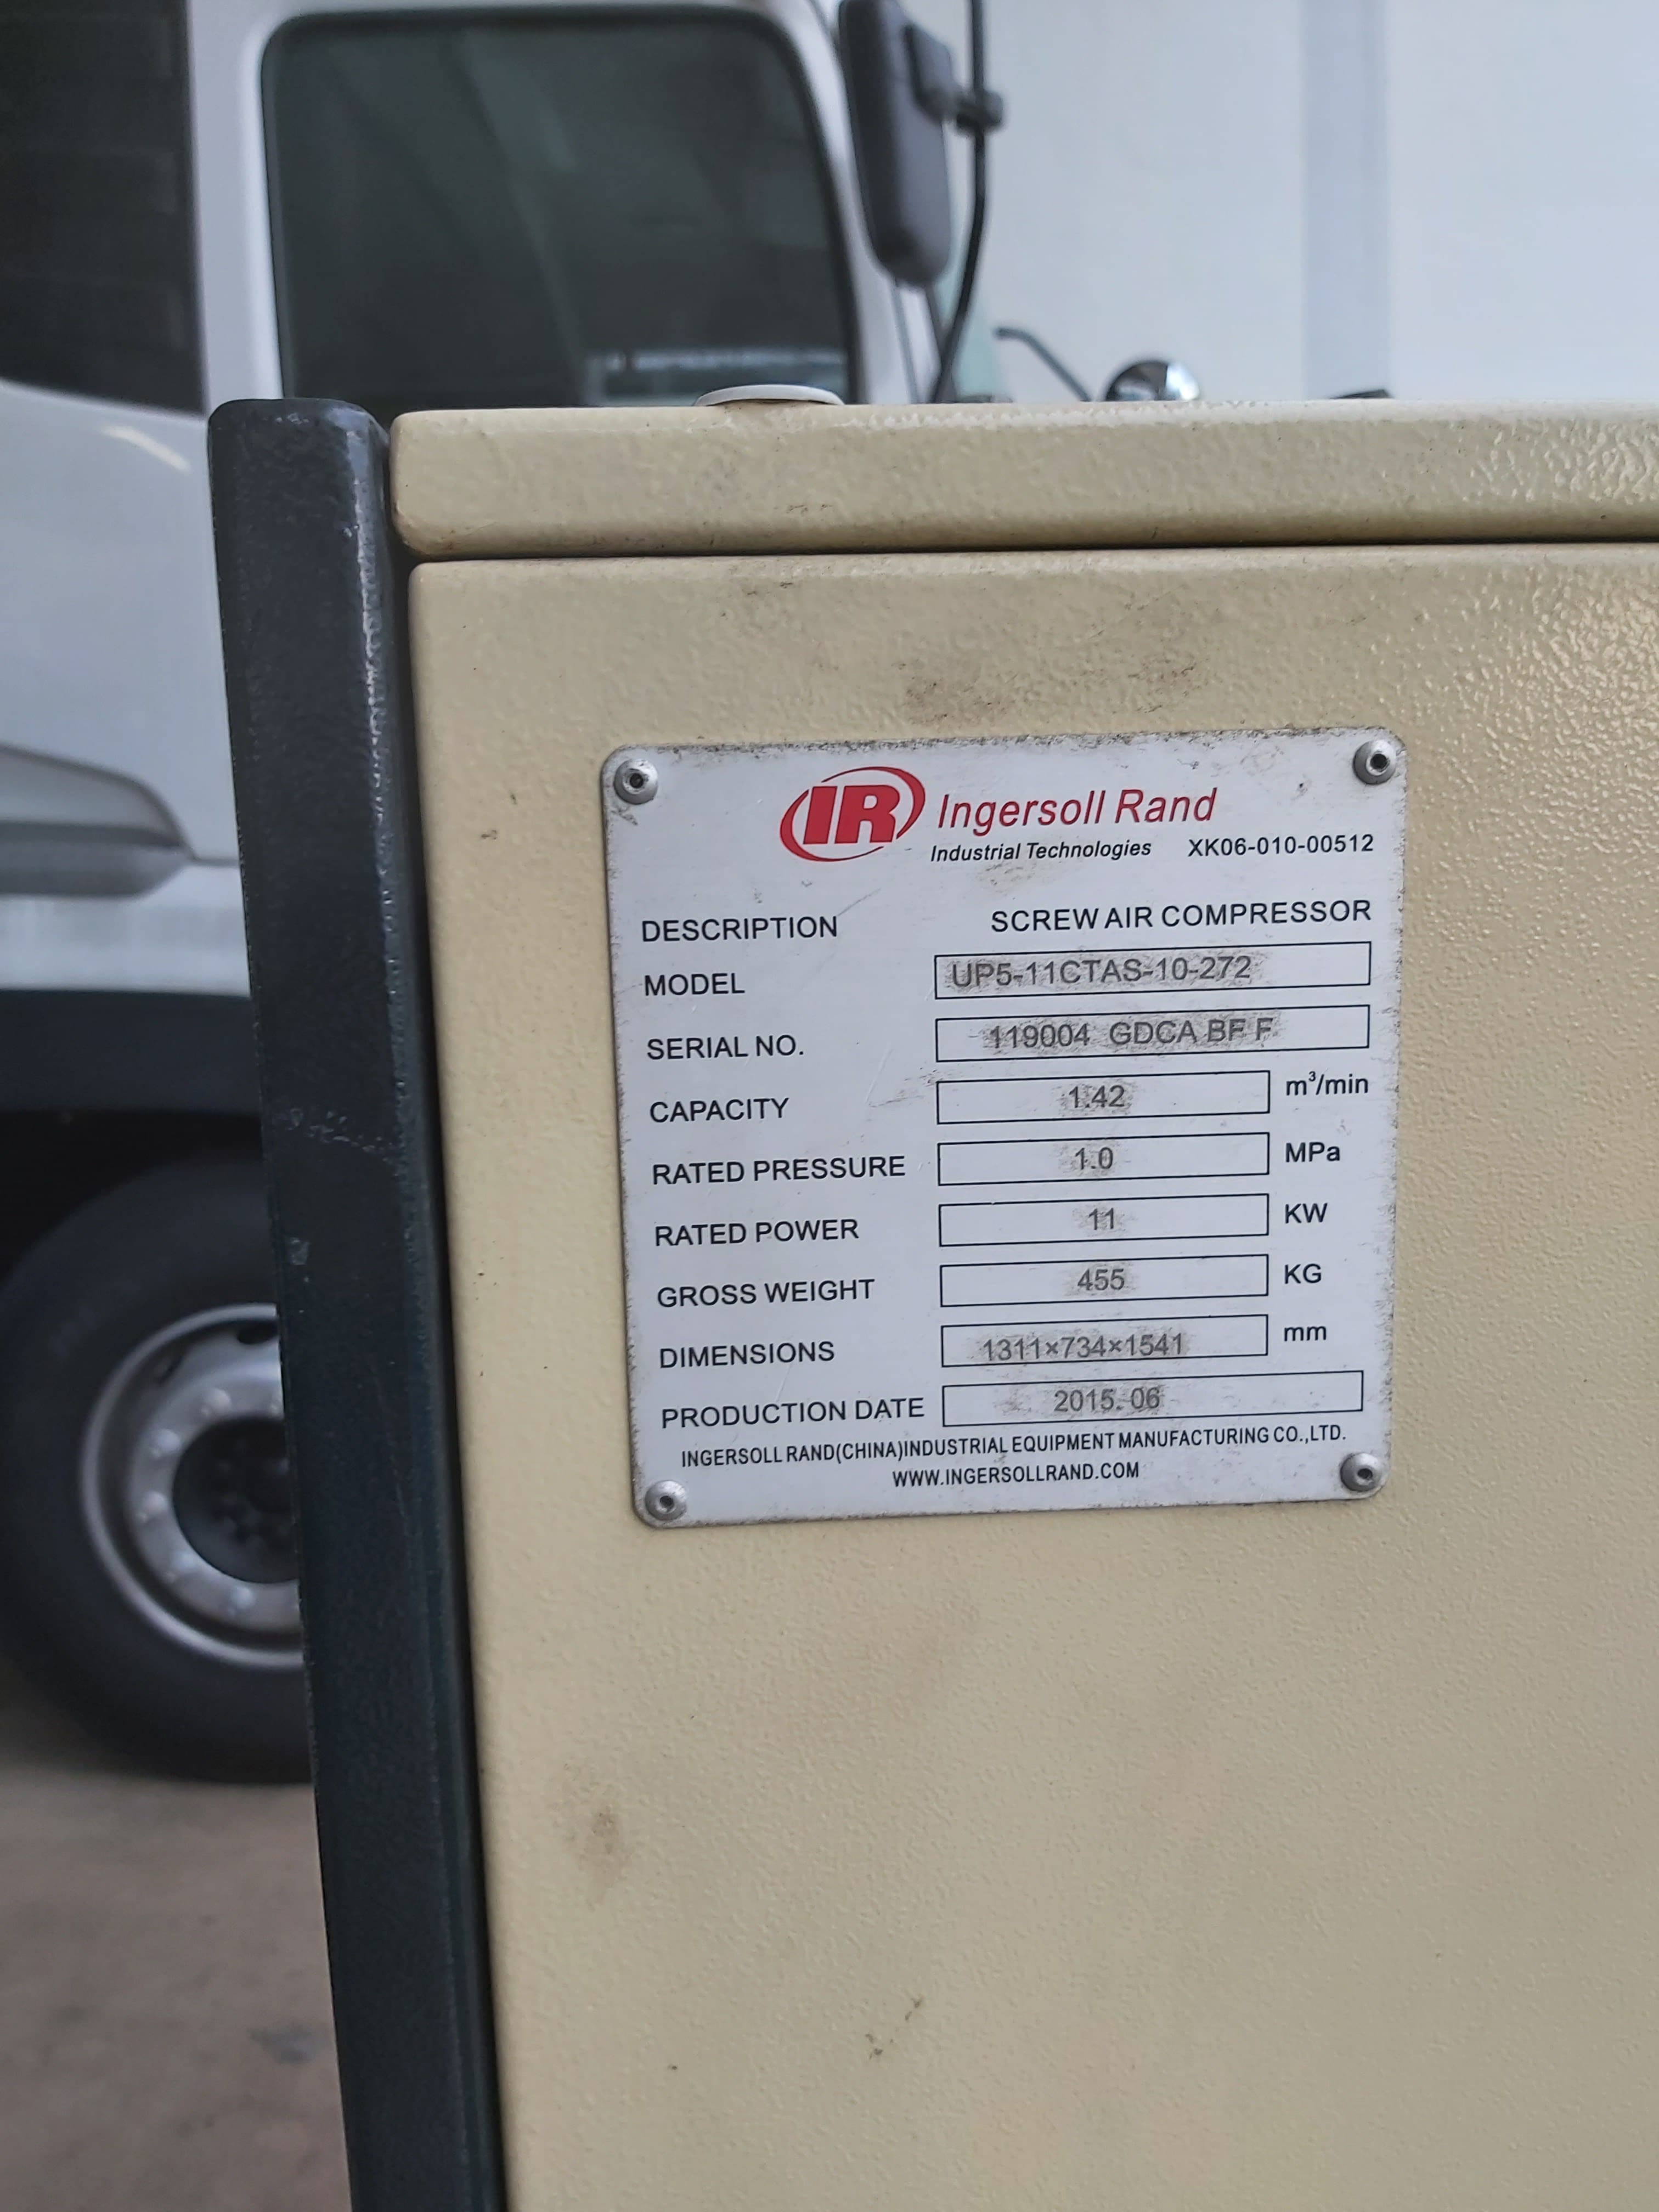 IR Ingersoll Rand
Industrial Technologies XK06-010-00512
DESCRIPTION SCREW AIR COMPRESSOR
MODEL UP5-11CTAS-10-272
SERIAL NO. 119004 GDCA BF F
CAPACITY 1.42 m³/min
RATED PRESSURE 1.0 MPa
RATED POWER 11 KW
GROSS WEIGHT 455 KG
DIMENSIONS 1311×734×1541 mm
PRODUCTION DATE 2015.06
INGERSOLL RAND(CHINA)INDUSTRIAL EQUIPMENT MANUFACTURING CO.,LTD.
WWW.INGERSOLLRAND.COM